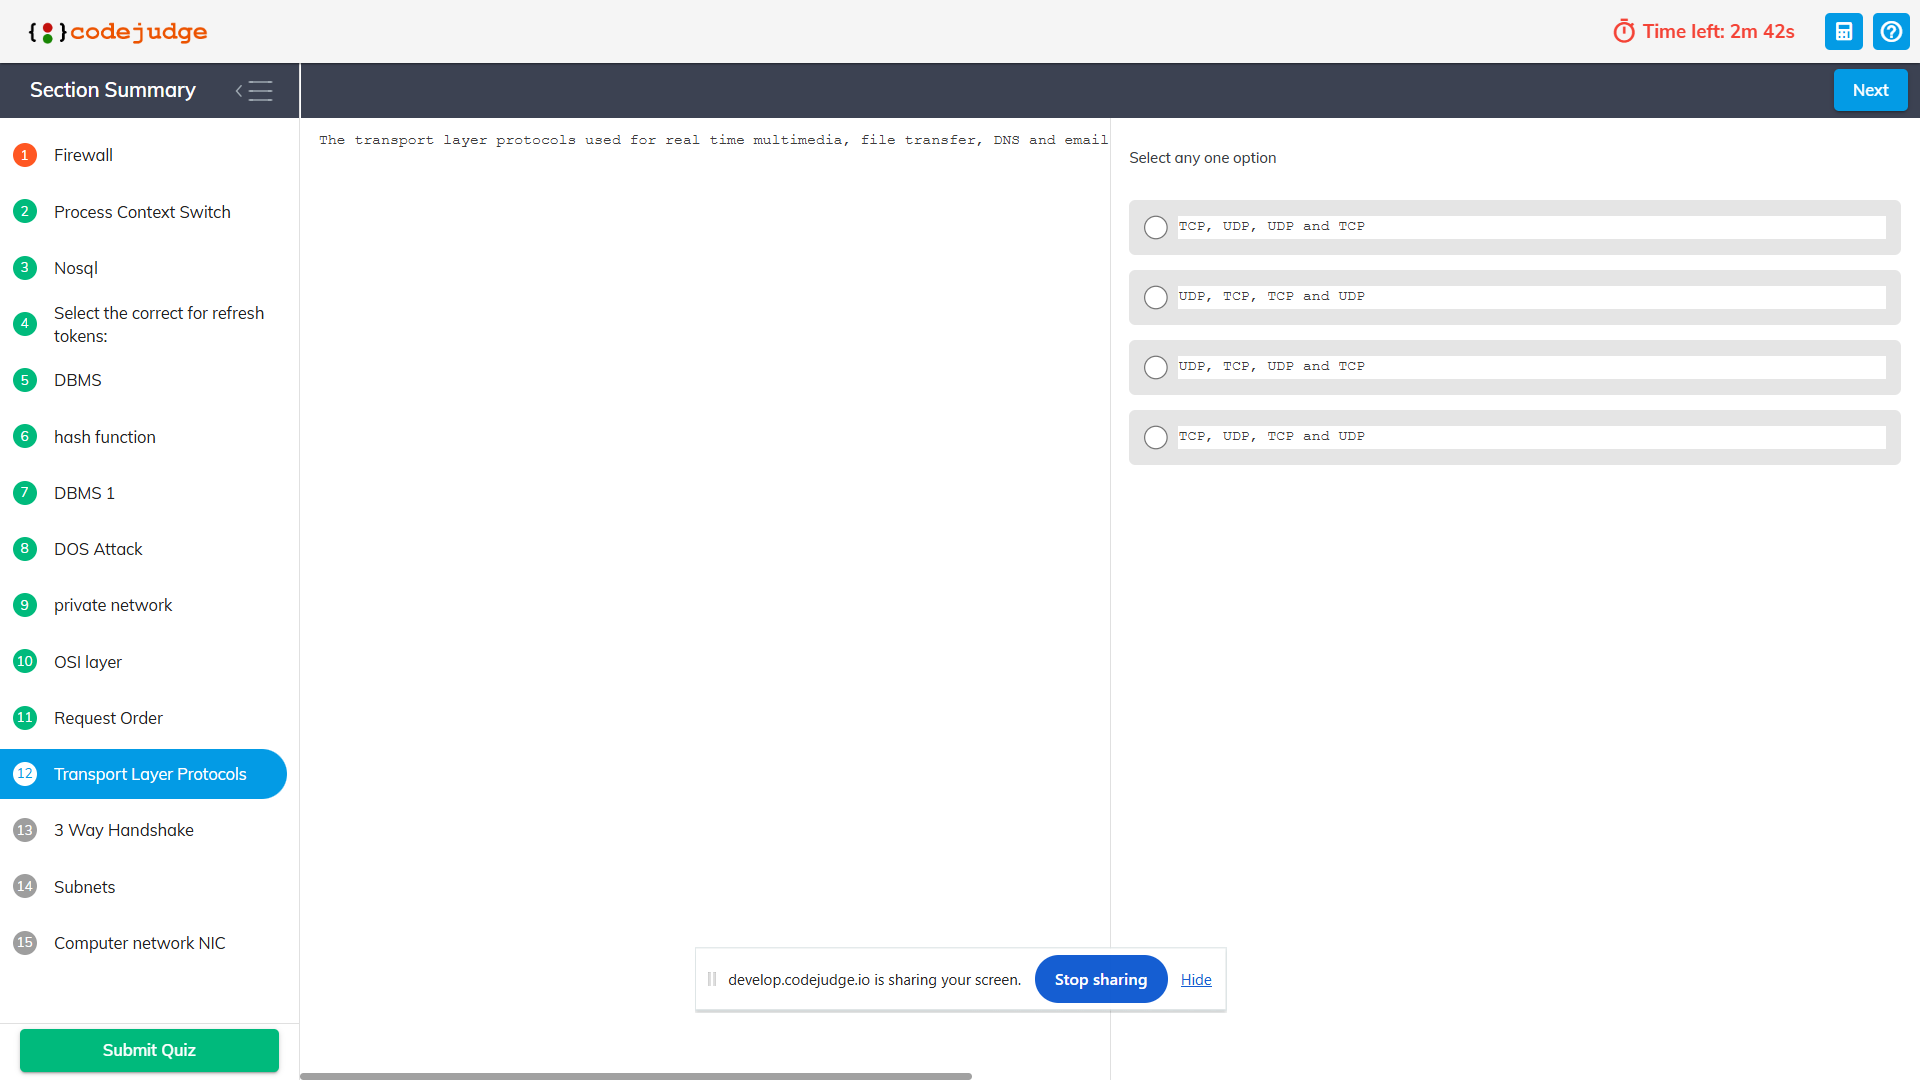 { }codejudge
Time left: 2m 42s
Section Summary
Next
1 Firewall
2 Process Context Switch
3 Nosql
4 Select the correct for refresh
tokens:
5 DBMS
6 hash function
7 DBMS 1
8 DOS Attack
9 private network
10 OSI layer
11 Request Order
12 Transport Layer Protocols
13 3 Way Handshake
14 Subnets
15 Computer network NIC
Submit Quiz
The transport layer protocols used for real time multimedia, file transfer, DNS and email
Select any one option
TCP, UDP, UDP and TCP
UDP, TCP, TCP and UDP
UDP, TCP, UDP and TCP
TCP, UDP, TCP and UDP
develop.codejudge.io is sharing your screen.
Stop sharing
Hide